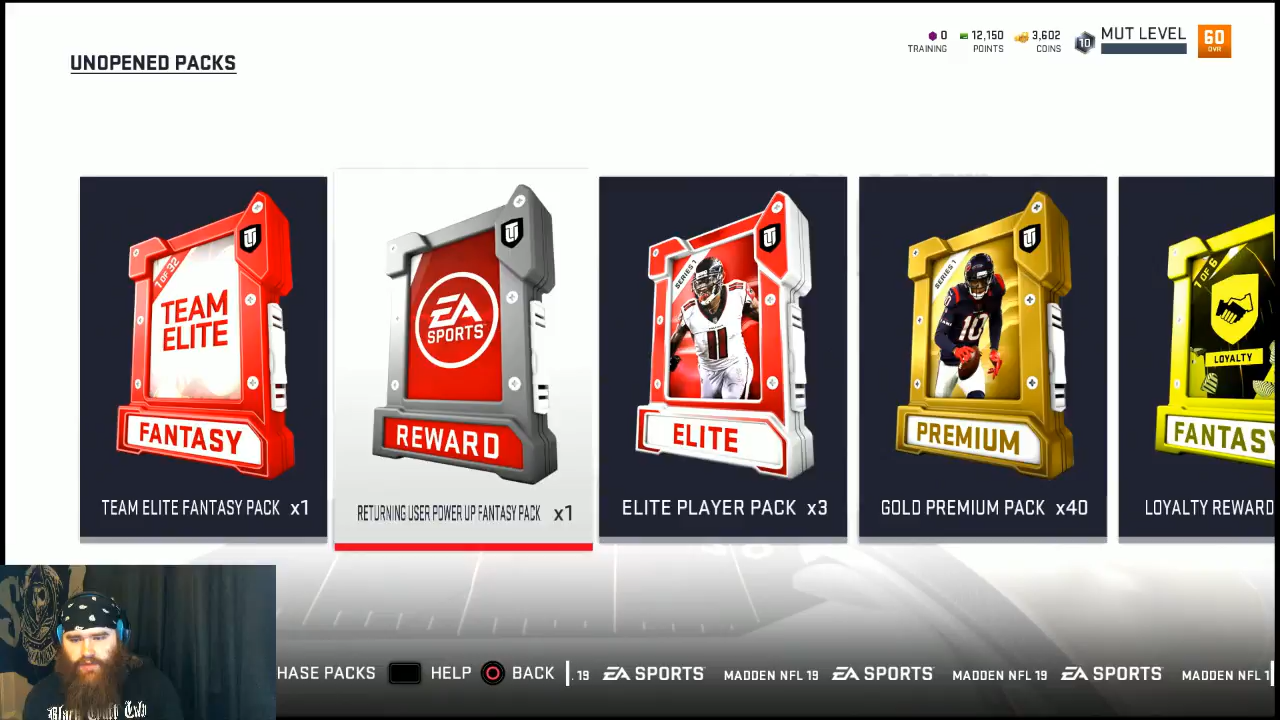 UNOPENED PACKS
0 TRAINING
12,150 POINTS
3,602 COINS
10
MUT LEVEL
60 OVR
1 OF 32
TEAM ELITE
FANTASY
TEAM ELITE FANTASY PACK x1
EA SPORTS
REWARD
RETURNING USER POWER UP FANTASY PACK x1
SERIES 1
11
ELITE
ELITE PLAYER PACK x3
SERIES 1
10
PREMIUM
GOLD PREMIUM PACK x40
1 OF 6
LOYALTY
FANTASY
LOYALTY REWARD
HASE PACKS HELP BACK . 19 EA SPORTS MADDEN NFL 19 EA SPORTS MADDEN NFL 19 EA SPORTS MADDEN NFL 1